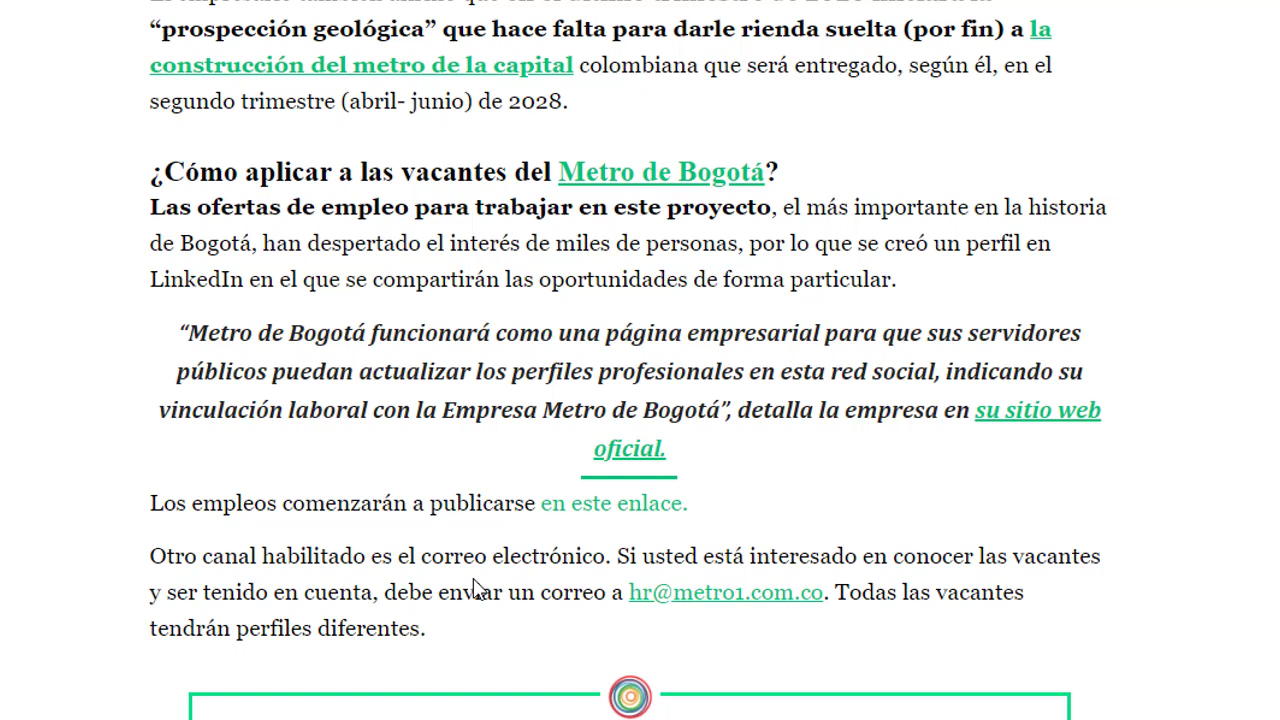 “prospección geológica” que hace falta para darle rienda suelta (por fin) a la
construcción del metro de la capital colombiana que será entregado, según él, en el
segundo trimestre (abril- junio) de 2028.
¿Cómo aplicar a las vacantes del Metro de Bogotá?
Las ofertas de empleo para trabajar en este proyecto, el más importante en la historia
de Bogotá, han despertado el interés de miles de personas, por lo que se creó un perfil en
LinkedIn en el que se compartirán las oportunidades de forma particular.
“Metro de Bogotá funcionará como una página empresarial para que sus servidores
públicos puedan actualizar los perfiles profesionales en esta red social, indicando su
vinculación laboral con la Empresa Metro de Bogotá”, detalla la empresa en su sitio web
oficial.
Los empleos comenzarán a publicarse en este enlace.
Otro canal habilitado es el correo electrónico. Si usted está interesado en conocer las vacantes
y ser tenido en cuenta, debe enviar un correo a hr@metro1.com.co. Todas las vacantes
tendrán perfiles diferentes.